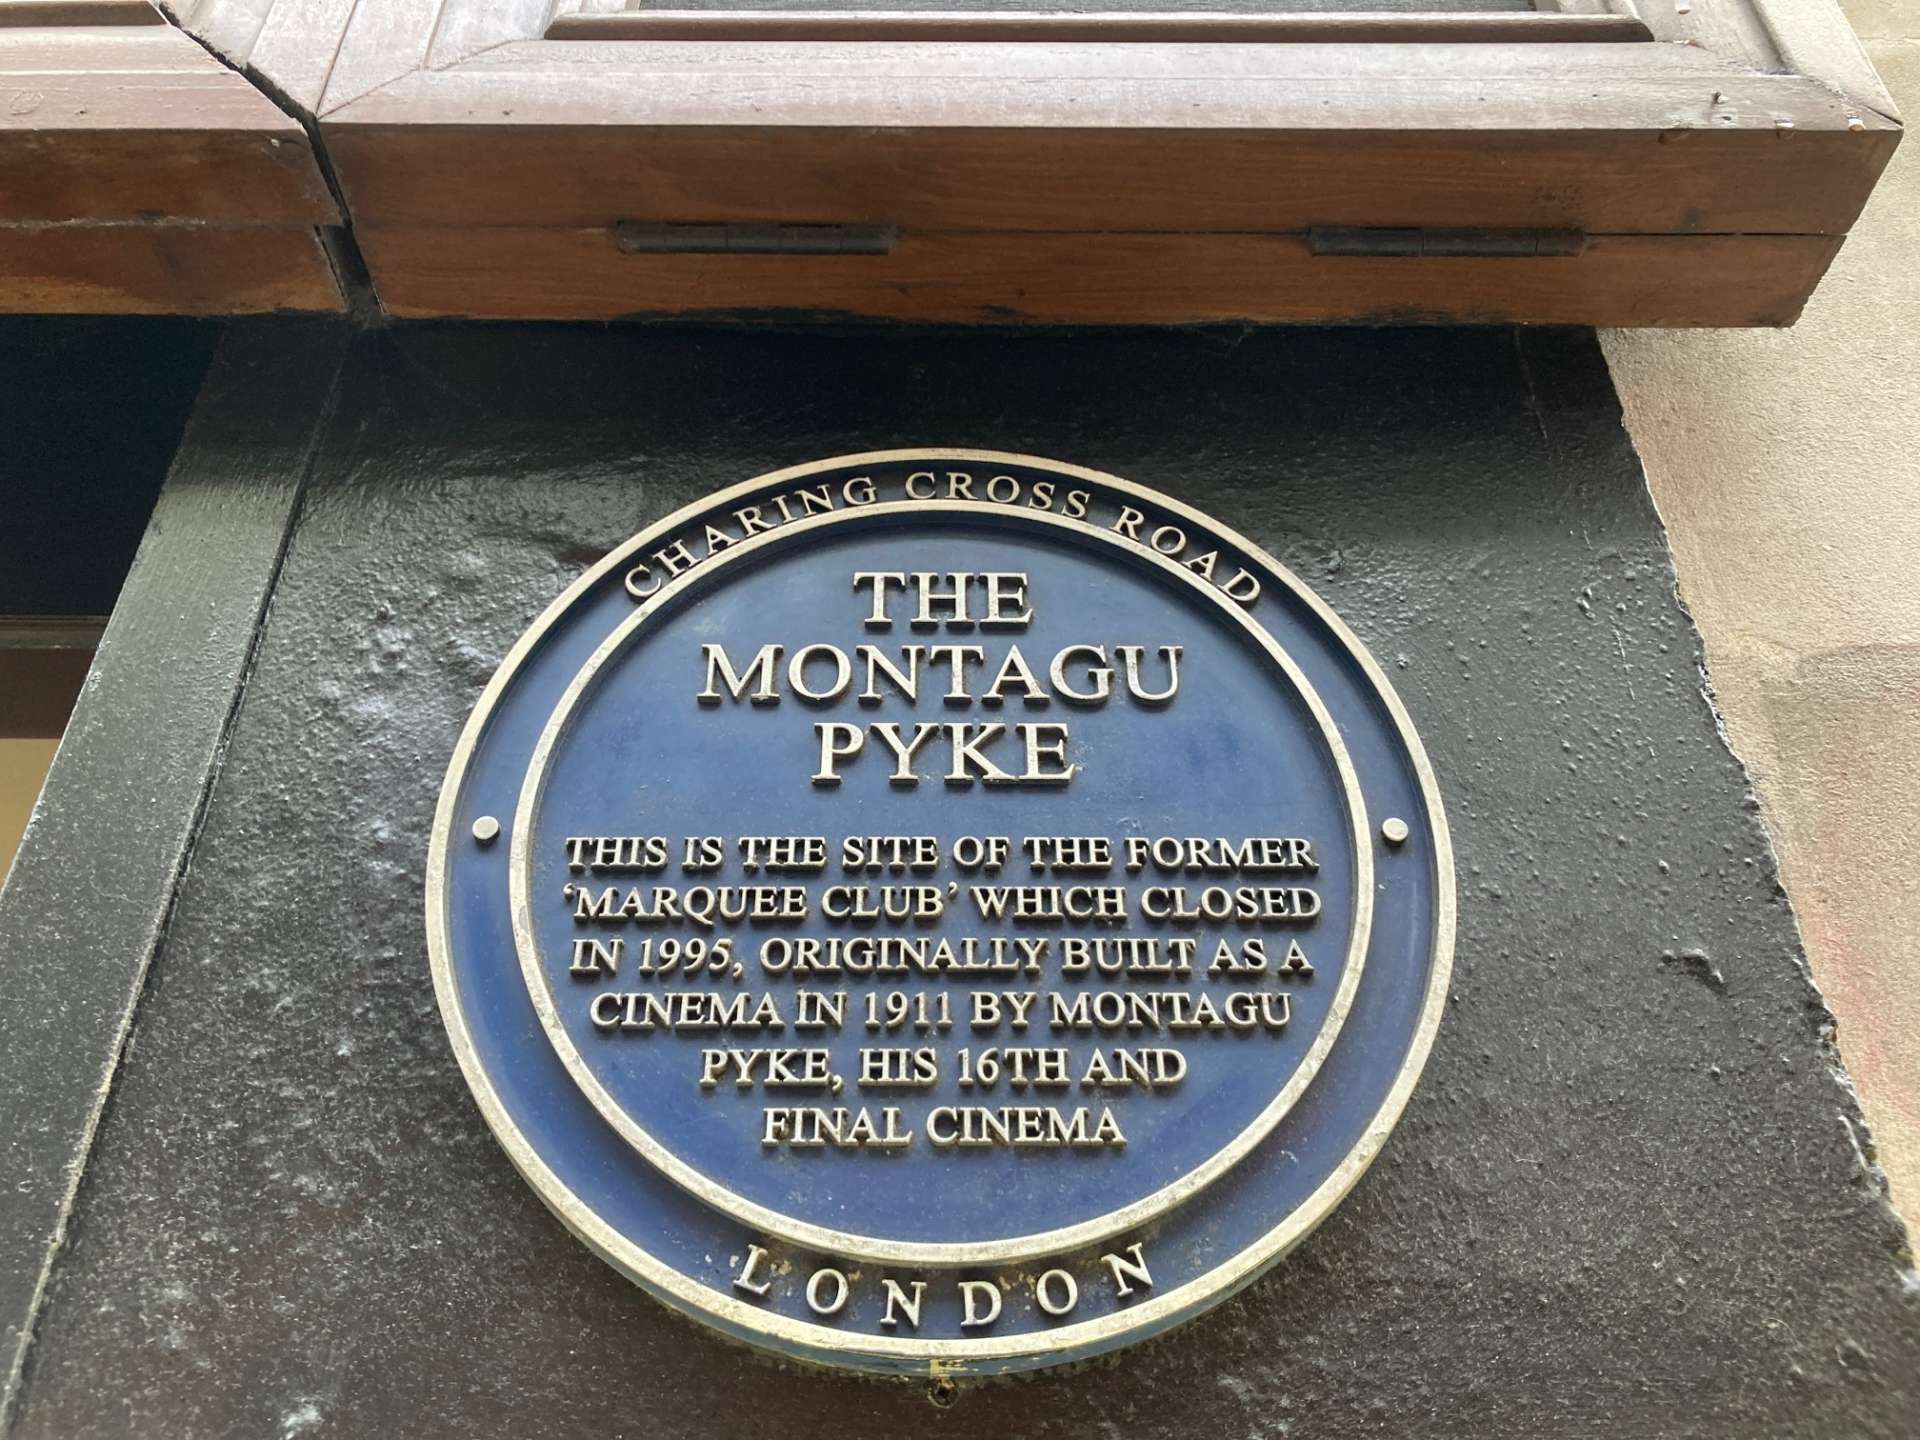 CHARING CROSS ROAD
THE
MONTAGU
PYKE
THIS IS THE SITE OF THE FORMER
‘MARQUEE CLUB’ WHICH CLOSED
IN 1995, ORIGINALLY BUILT AS A
CINEMA IN 1911 BY MONTAGU
PYKE, HIS 16TH AND
FINAL CINEMA
LONDON